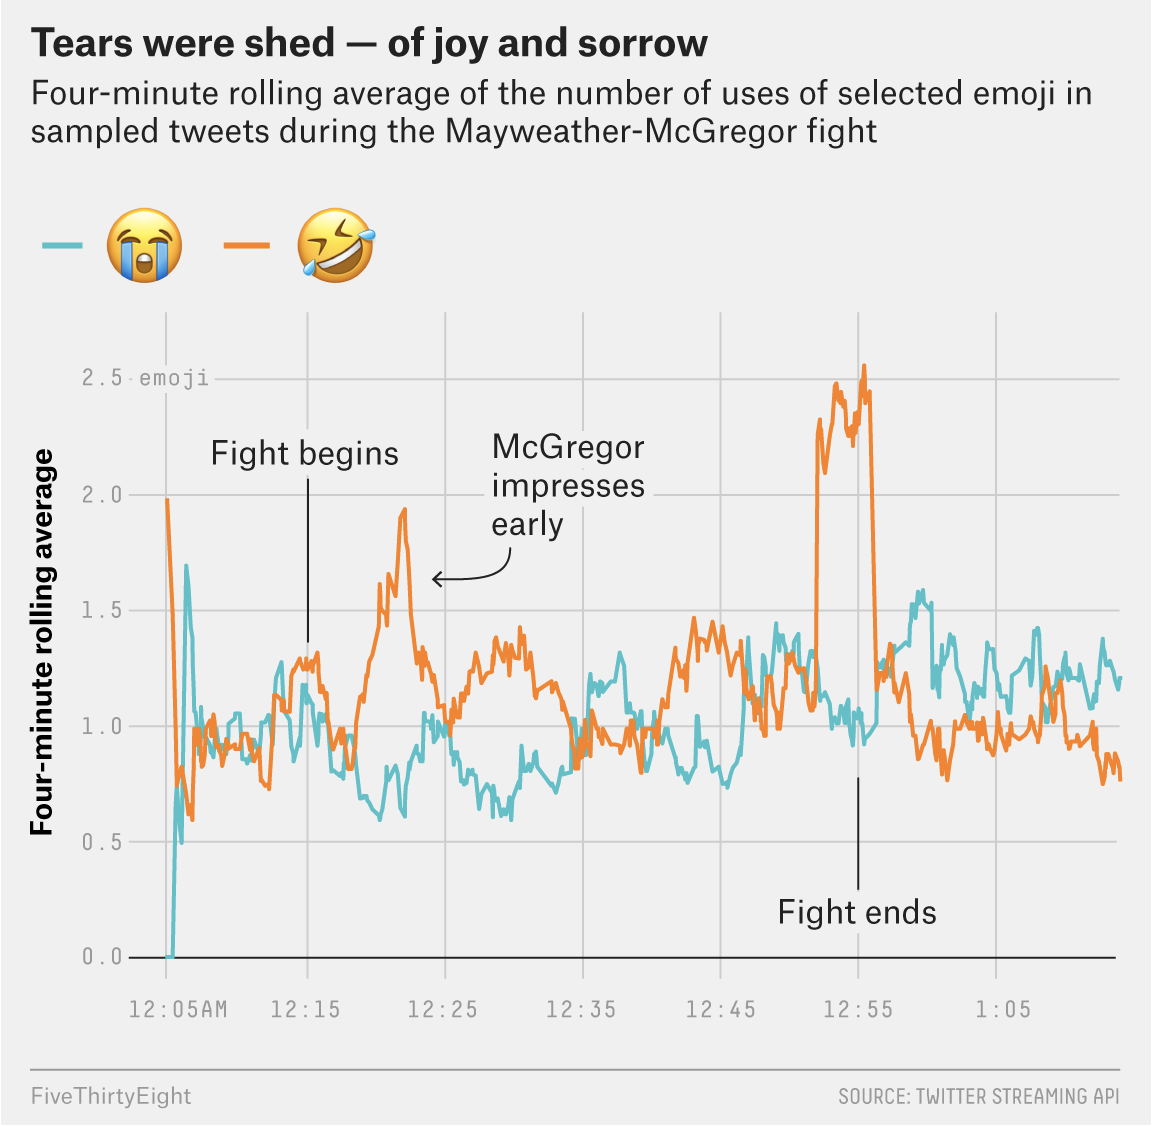 Tears were shed — of joy and sorrow
Four-minute rolling average of the number of uses of selected emoji in
sampled tweets during the Mayweather-McGregor fight
2.5 emoji
Fight begins
McGregor
impresses
early
2.0
1.5
1.0
0.5
0.0
Four-minute rolling average
Fight ends
12:05AM 12:15 12:25 12:35 12:45 12:55 1:05
FiveThirtyEight
SOURCE: TWITTER STREAMING API